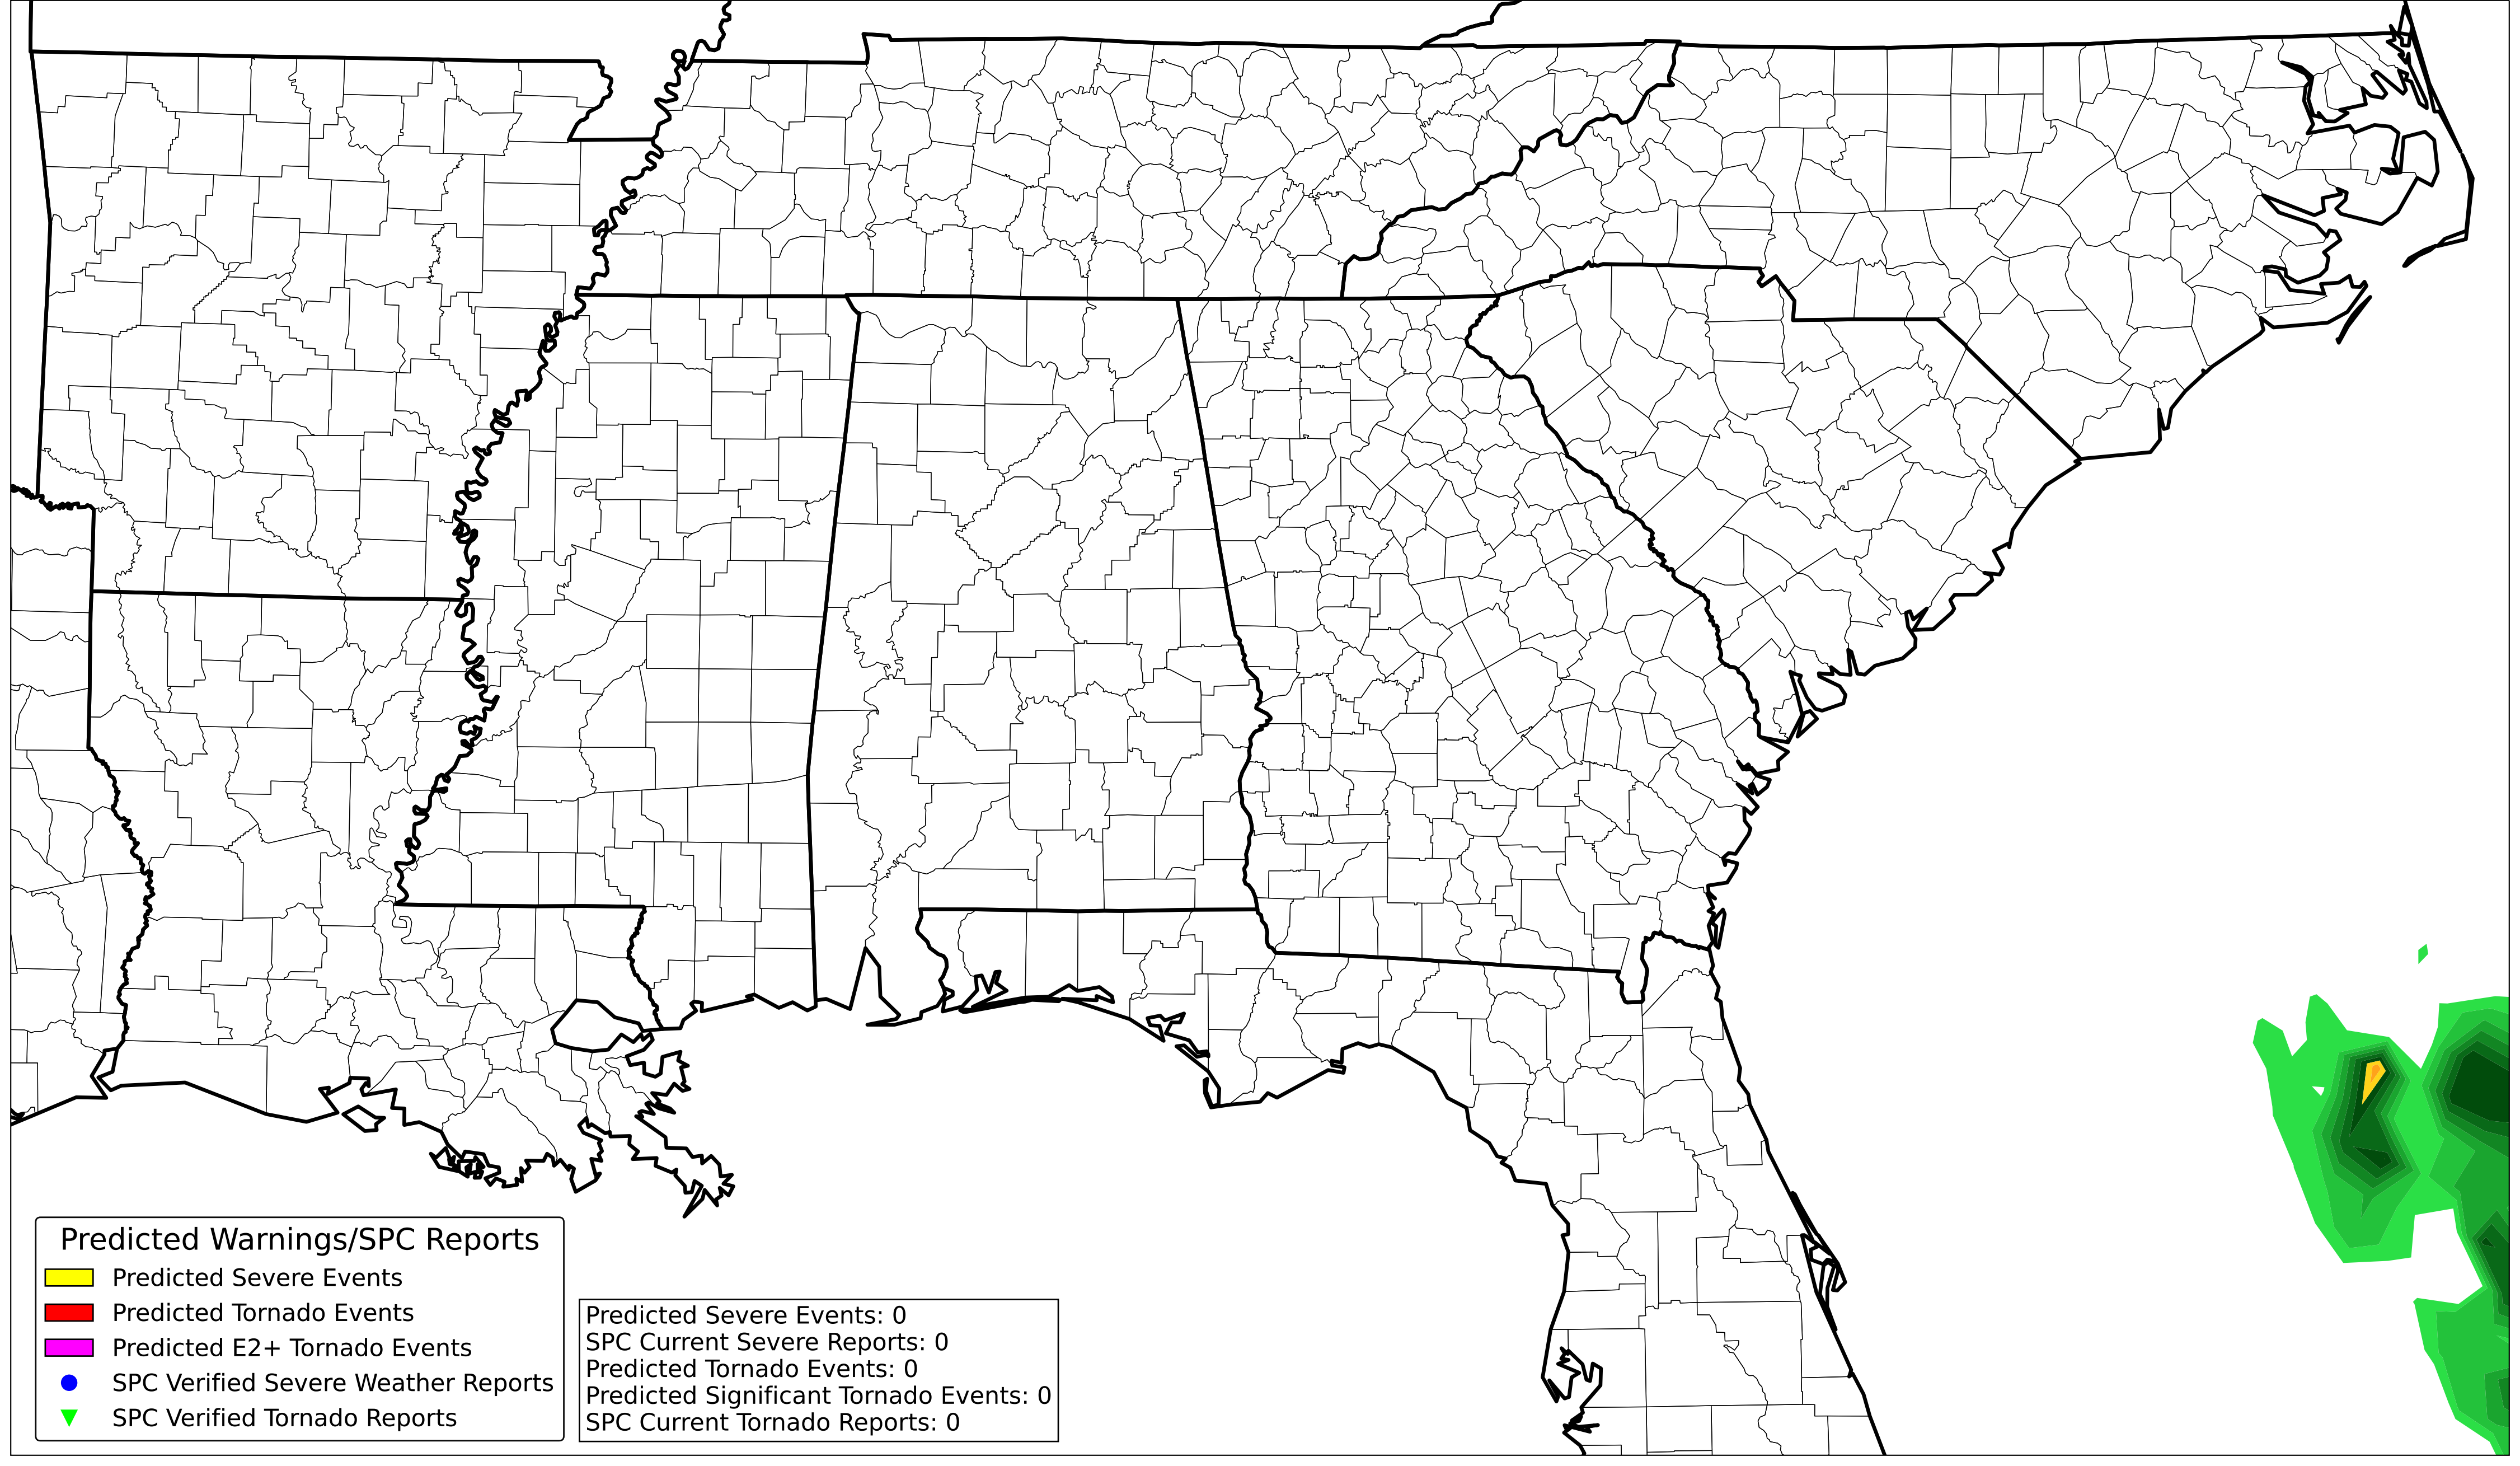 Predicted Warnings/SPC Reports
Predicted Severe Events
Predicted Tornado Events
Predicted E2+ Tornado Events
SPC Verified Severe Weather Reports
SPC Verified Tornado Reports
Predicted Severe Events: 0
SPC Current Severe Reports: 0
Predicted Tornado Events: 0
Predicted Significant Tornado Events: 0
SPC Current Tornado Reports: 0